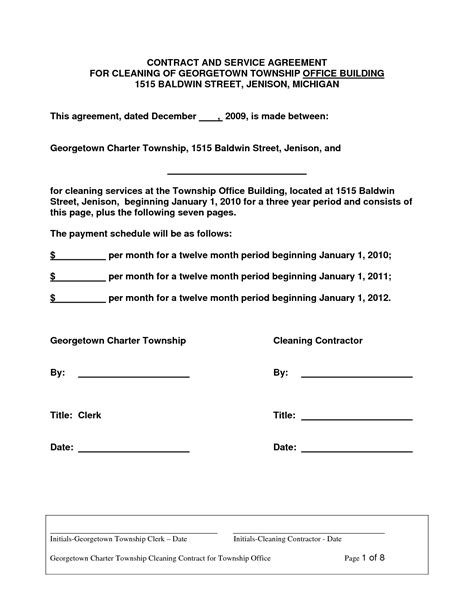 CONTRACT AND SERVICE AGREEMENT
FOR CLEANING OF GEORGETOWN TOWNSHIP OFFICE BUILDING
1515 BALDWIN STREET, JENISON, MICHIGAN
This agreement, dated December ____, 2009, is made between:
Georgetown Charter Township, 1515 Baldwin Street, Jenison, and
for cleaning services at the Township Office Building, located at 1515 Baldwin
Street, Jenison, beginning January 1, 2010 for a three year period and consists of
this page, plus the following seven pages.
The payment schedule will be as follows:
$__________ per month for a twelve month period beginning January 1, 2010;
$__________ per month for a twelve month period beginning January 1, 2011;
$__________ per month for a twelve month period beginning January 1, 2012.
Georgetown Charter Township Cleaning Contractor
By: ____________________ By: ____________________
Title: Clerk Title: ____________________
Date: ____________________ Date: ____________________
Initials-Georgetown Township Clerk – Date Initials-Cleaning Contractor - Date
Georgetown Charter Township Cleaning Contract for Township Office Page 1 of 8